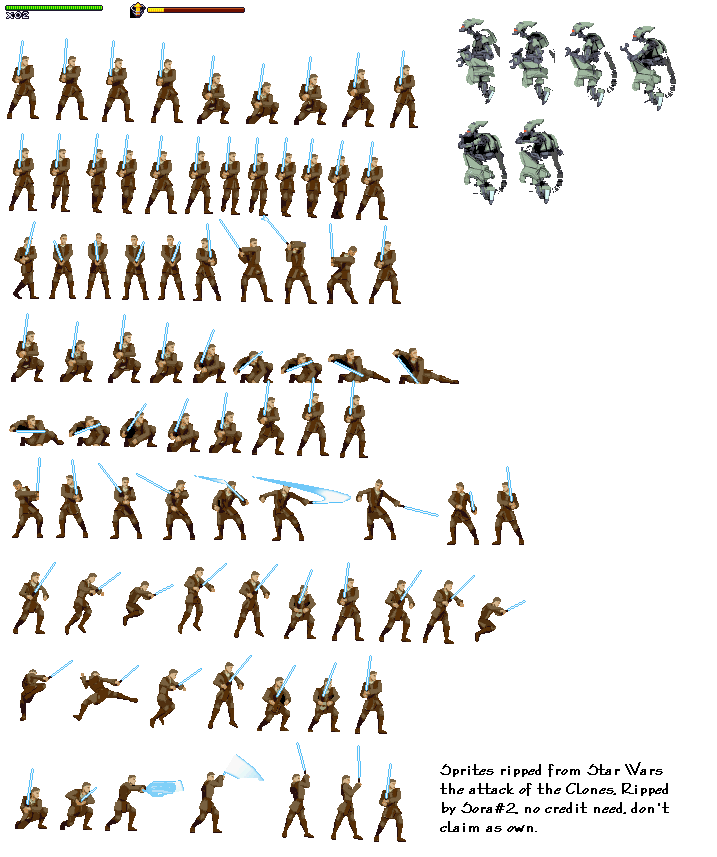 X02
Sprites ripped from Star Wars
the attack of the Clones. Ripped
by Sora#2, no credit need, don't
claim as own.